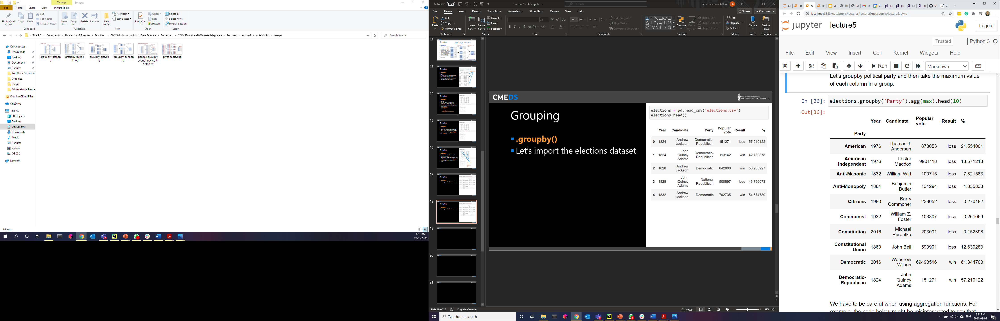 Manage
images
File
Home
Share
View
Picture Tools
Pin to Quick access
Copy
Paste
Cut
Copy path
Paste shortcut
Move to
Copy to
Delete
Rename
New folder
New item
Easy access
Properties
Open
Edit
History
Select all
Select none
Invert selection
Clipboard
Organize
New
Open
Select
This PC > Documents > University of Toronto > Teaching > CIV1498 - Introduction to Data Science > Semesters > CIV1498-winter-2021-material-private > lectures > lecture5 > notebooks > images
Search images
Quick access
Downloads
Desktop
Documents
Pictures
2nd Floor Bathroom
Graphics
images
Microseismic Noise
Creative Cloud Files
OneDrive
This PC
3D Objects
Desktop
Documents
Downloads
Music
Pictures
Videos
OS (C:)
Network
groupby_filter.png
groupby_puzzle_3.png
groupby_size.png
groupby_sum.png
pandas_groupby_agg_biggest_change.png
pivot_table.png
6 items
9:31 PM
2021-01-06
AutoSave Off
Lecture 5 - Slides.pptx
Search
Sebastian Goodfellow
SG
File Home Insert Design Transitions Animations Slide Show Review View Help
Share
Comments
Paste
Cut
Copy
Format Painter
New Slide
Reuse Slides
Layout
Reset
Section
Text Direction
Align Text
Convert to SmartArt
Arrange
Quick Styles
Shape Fill
Shape Outline
Shape Effects
Find
Replace
Select
Dictate
Design Ideas
Clipboard
Slides
Font
Paragraph
Drawing
Editing
Voice
Designer
12
13
14
15
16
17
18
19
20
21
CMEDS
Civil & Mineral Engineering
UNIVERSITY OF TORONTO
Grouping
.groupby()
Let's import the elections dataset.
elections = pd.read_csv('elections.csv')
elections.head()
Year Candidate Party Popular vote Result %
0 1824 Andrew Jackson Democratic-Republican 151271 loss 57.210122
1 1824 John Quincy Adams Democratic-Republican 113142 win 42.789878
2 1828 Andrew Jackson Democratic 642806 win 56.203927
3 1828 John Quincy Adams National Republican 500897 loss 43.796073
4 1832 Andrew Jackson Democratic 702735 win 54.574789
Slide 18 of 26
English (Canada)
Notes
99%
Type here to search
localhost:8888/notebooks/lectures/lecture5/notebooks/lecture5.ipynb
jupyter lecture5
Logout
Trusted
Python 3
File Edit View Insert Cell Kernel Widgets Help
Run
Markdown
Let's groupby political party and then take the maximum value
of each column in a group.
In [36]: elections.groupby('Party').agg(max).head(10)
Out[36]:
Year Candidate Popular vote Result %
Party
American 1976 Thomas J. Anderson 873053 loss 21.554001
American Independent 1976 Lester Maddox 9901118 loss 13.571218
Anti-Masonic 1832 William Wirt 100715 loss 7.821583
Anti-Monopoly 1884 Benjamin Butler 134294 loss 1.335838
Citizens 1980 Barry Commoner 233052 loss 0.270182
Communist 1932 William Z. Foster 103307 loss 0.261069
Constitution 2016 Michael Peroutka 203091 loss 0.152398
Constitutional Union 1860 John Bell 590901 loss 12.639283
Democratic 2016 Woodrow Wilson 69498516 win 61.344703
Democratic-Republican 1824 John Quincy Adams 151271 win 57.210122
We have to be careful when using aggregation functions. For
example, the code below might be misinterpreted to say that
ENG
9:31 PM
2021-01-06